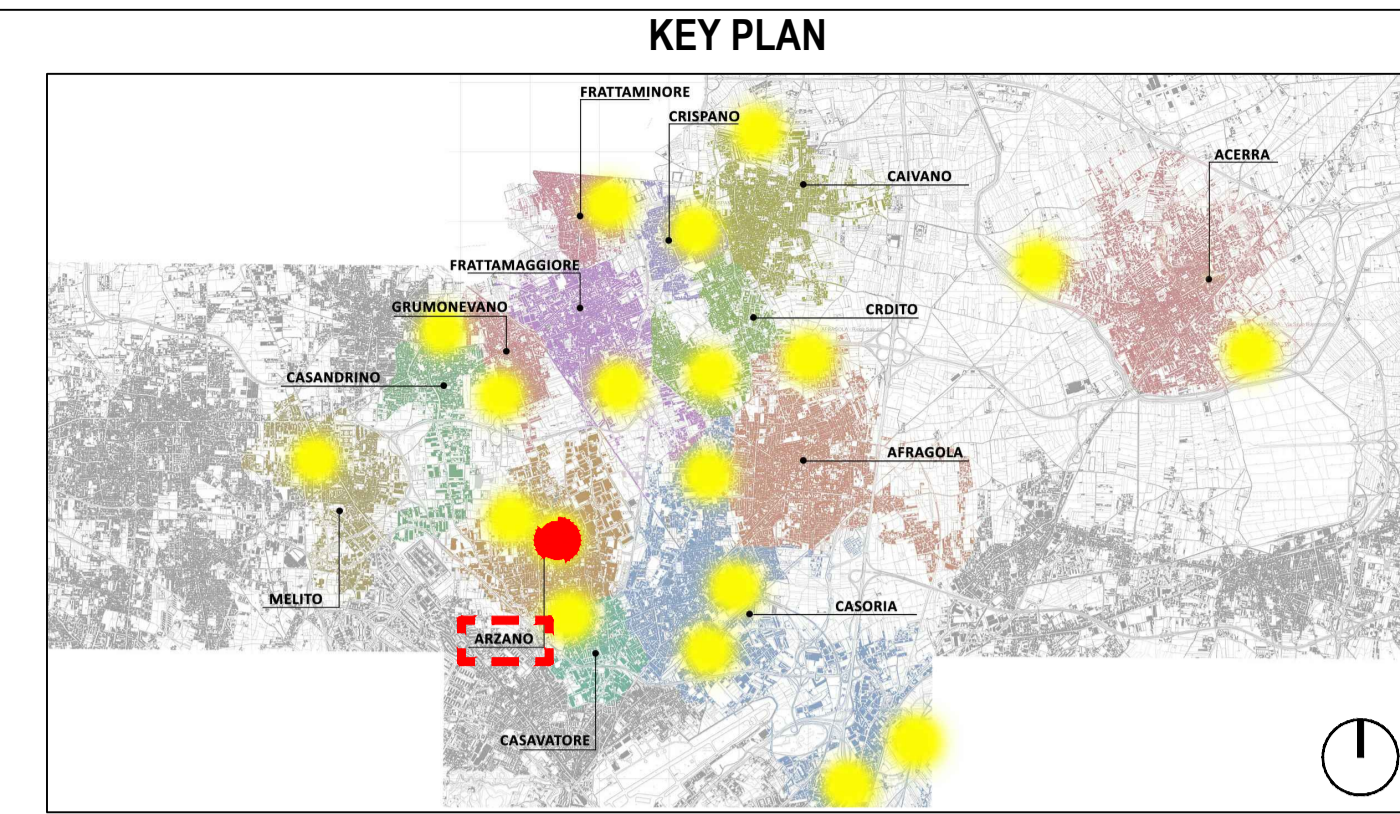 KEY PLAN
FRATTAMINORE
CRISPANO
ACERRA
CAIVANO
FRATTAMAGGIORE
GRUMONEVANO
CRDITO
CASANDRINO
AFRAGOLA
MELITO
CASORIA
ARZANO
CASAVATORE